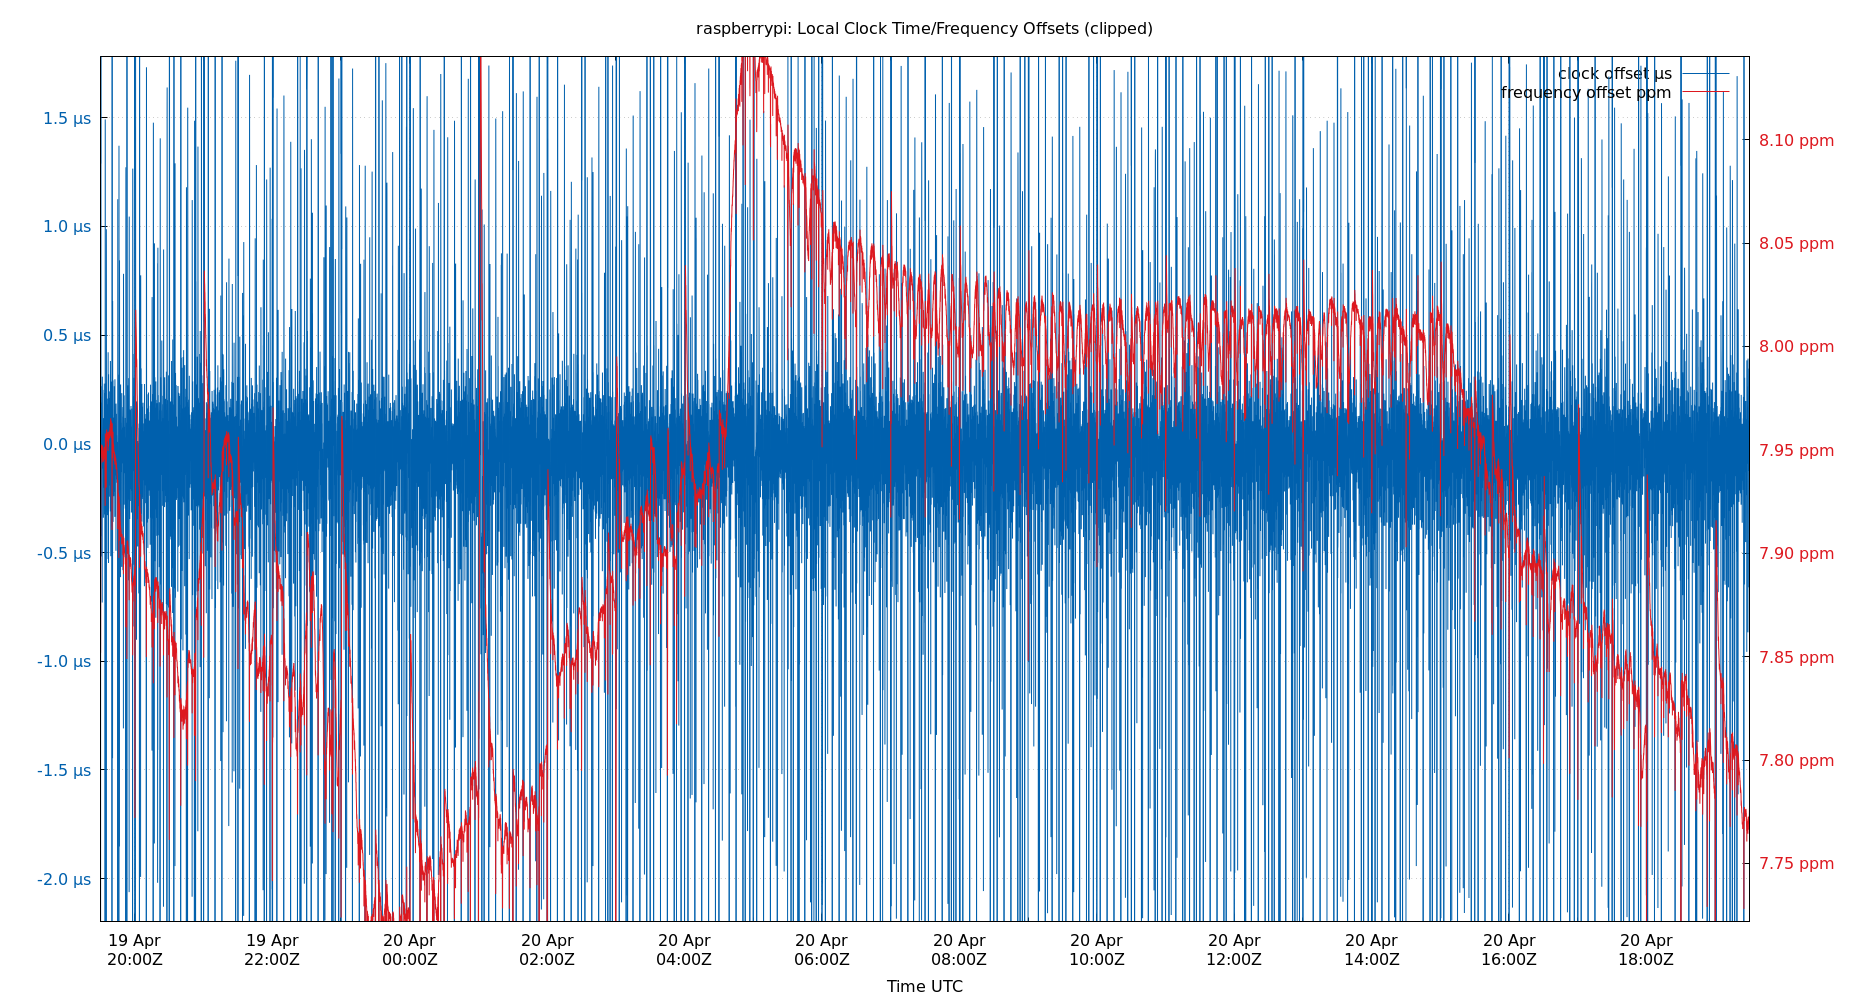 raspberrypi: Local Clock Time/Frequency Offsets (clipped)
clock offset µs
frequency offset ppm
1.5 µs
1.0 µs
0.5 µs
0.0 µs
-0.5 µs
-1.0 µs
-1.5 µs
-2.0 µs
8.10 ppm
8.05 ppm
8.00 ppm
7.95 ppm
7.90 ppm
7.85 ppm
7.80 ppm
7.75 ppm
19 Apr 19 Apr 20 Apr 20 Apr 20 Apr 20 Apr 20 Apr 20 Apr 20 Apr 20 Apr 20 Apr 20 Apr
20:00Z 22:00Z 00:00Z 02:00Z 04:00Z 06:00Z 08:00Z 10:00Z 12:00Z 14:00Z 16:00Z 18:00Z
Time UTC